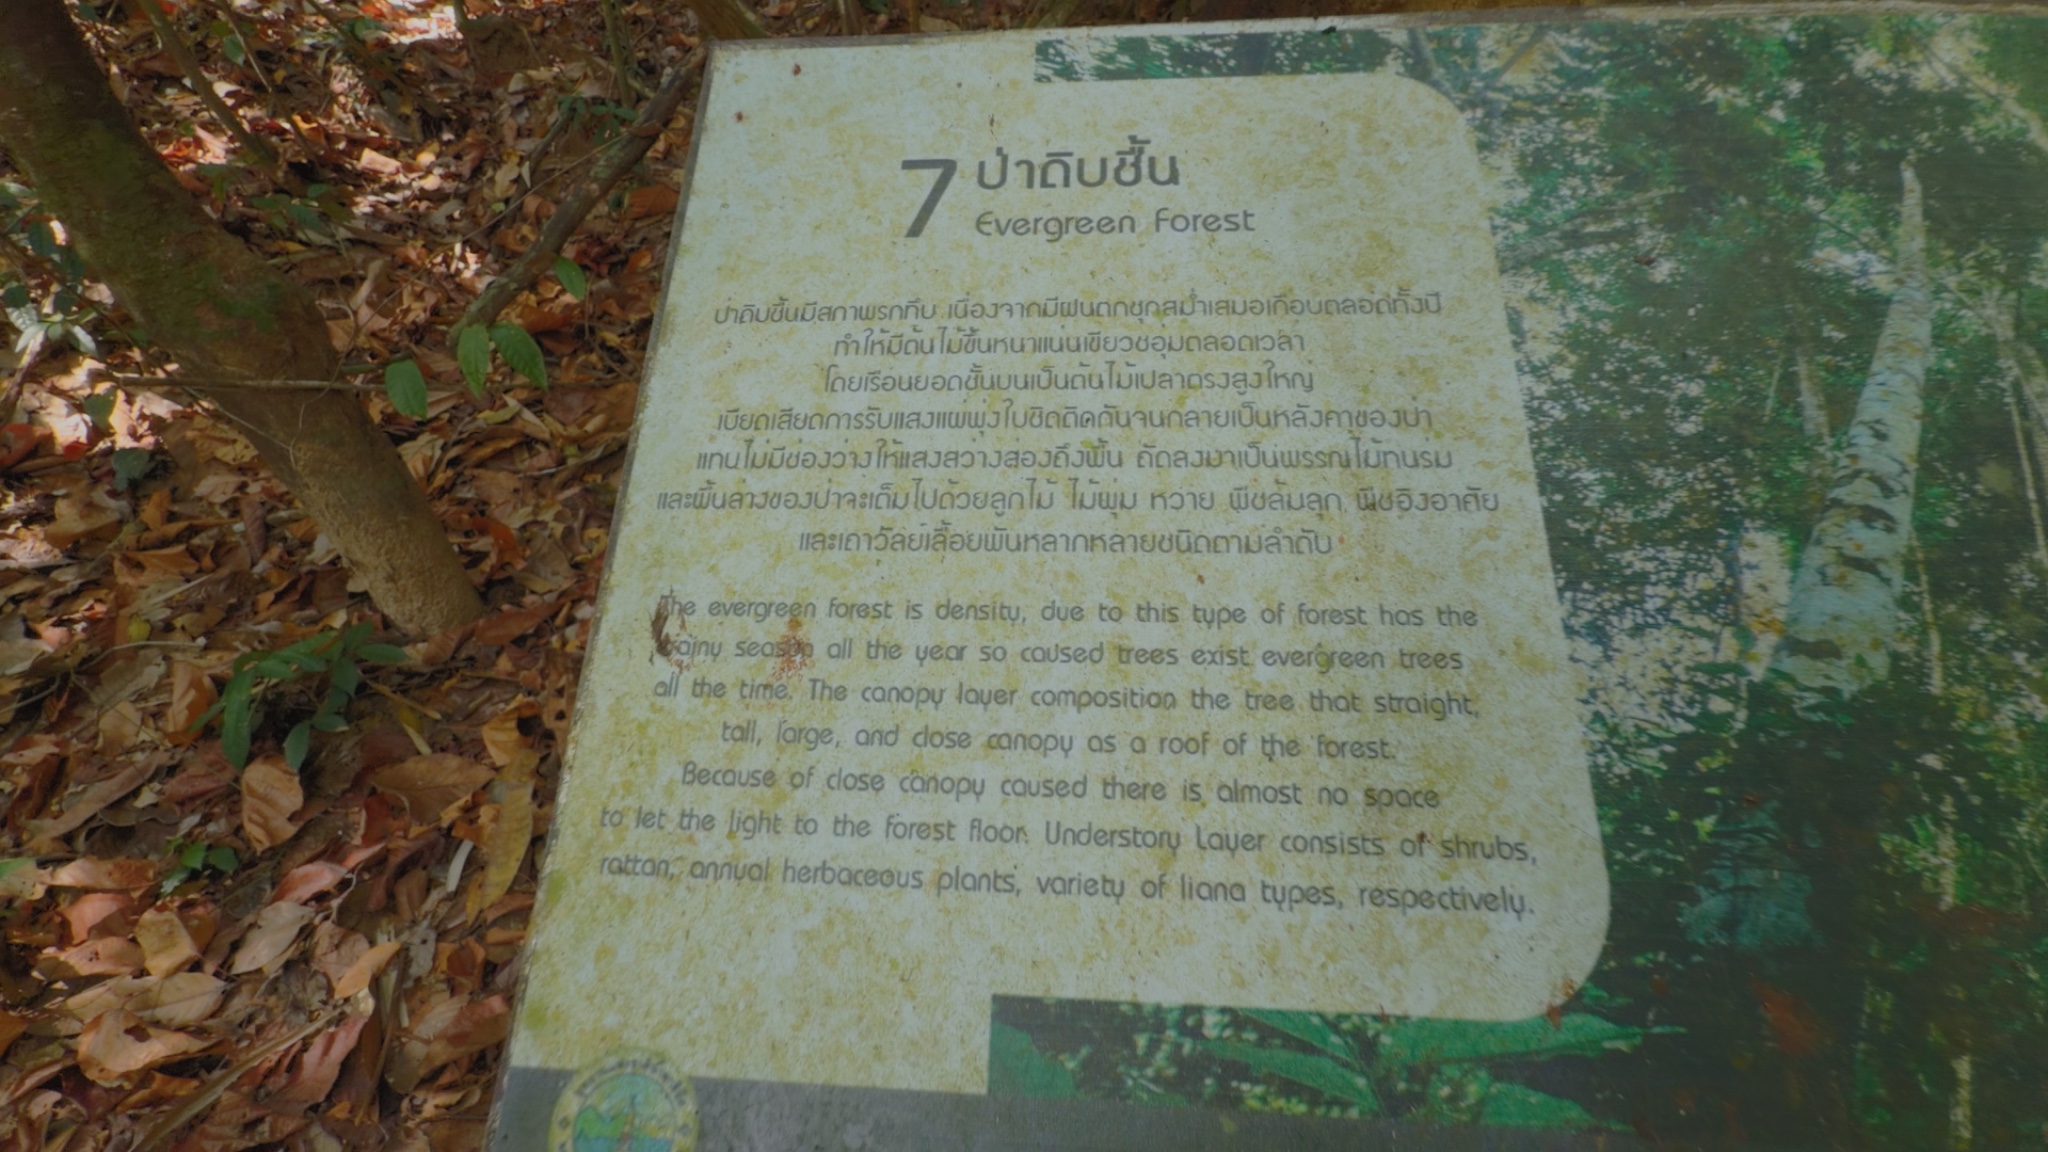 7 ป่าดิบชื้น
Evergreen Forest
ป่าดิบชื้นมีสภาพรกทึบ เนื่องจากมีฝนตกชุกสม่ำเสมอเกือบตลอดทั้งปี
ทำให้มีต้นไม้ขึ้นหนาแน่นเขียวชอุ่มตลอดเวลา
โดยเรือนยอดชั้นบนเป็นต้นไม้เปลาตรงสูงใหญ่
เบียดเสียดการรับแสงแผ่พุ่งใบชิดติดกันจนกลายเป็นหลังคาของป่า
แทบไม่มีช่องว่างให้แสงสว่างส่องถึงพื้น ถัดลงมาเป็นพรรณไม้ทนร่ม
และพื้นล่างของป่าจะเต็มไปด้วยลูกไม้ ไม้พุ่ม หวาย พืชล้มลุก พืชอิงอาศัย
และเถาวัลย์เลื้อยพันหลากหลายชนิดตามลำดับ
The evergreen forest is density, due to this type of forest has the
rainy season all the year so caused trees exist evergreen trees
all the time. The canopy layer composition the tree that straight,
tall, large, and close canopy as a roof of the forest.
Because of close canopy caused there is almost no space
to let the light to the forest floor. Understory Layer consists of shrubs,
rattan, annual herbaceous plants, variety of liana types, respectively.